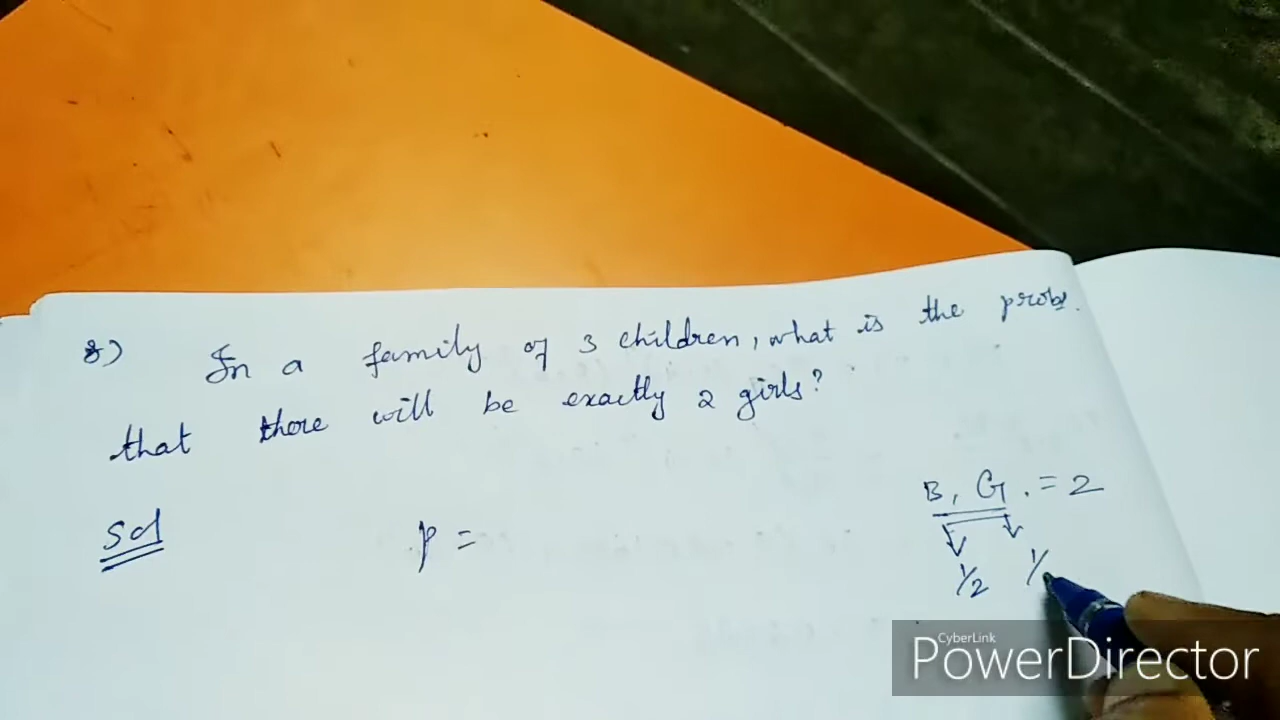 8) In a family of 3 children, what is the prob.
that there will be exactly 2 girls?
B, G. = 2
Sol p =
1/2 1/
CyberLink
PowerDirector